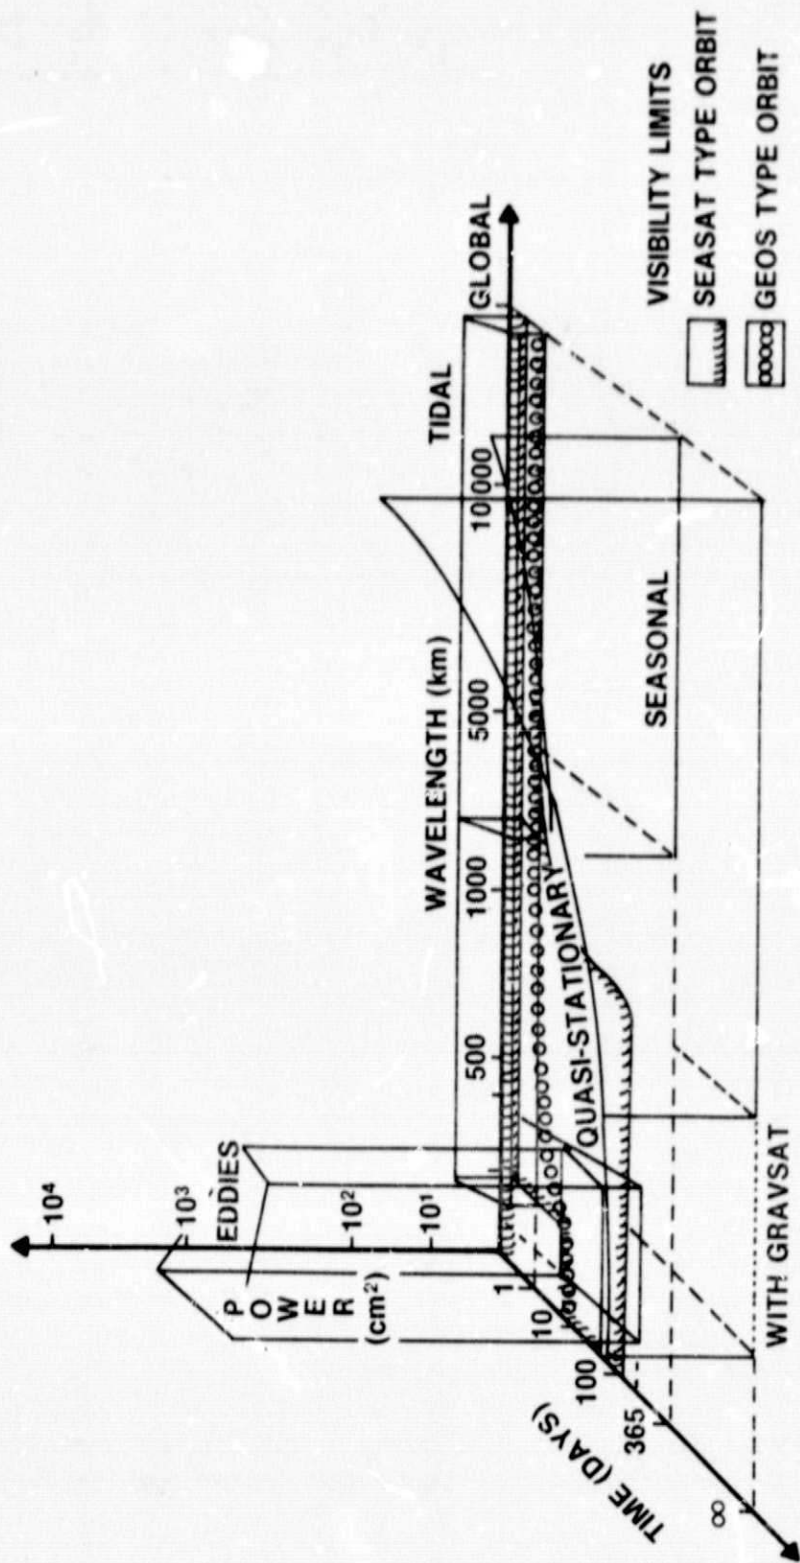 10⁴
10³
10²
10¹
POWER
(cm²)
EDDIES
WAVELENGTH (km)
500
1000
5000
10000
TIDAL
GLOBAL
QUASI-STATIONARY
SEASONAL
1
10
100
365
∞
TIME (DAYS)
WITH GRAVSAT
VISIBILITY LIMITS
SEASAT TYPE ORBIT
GEOS TYPE ORBIT